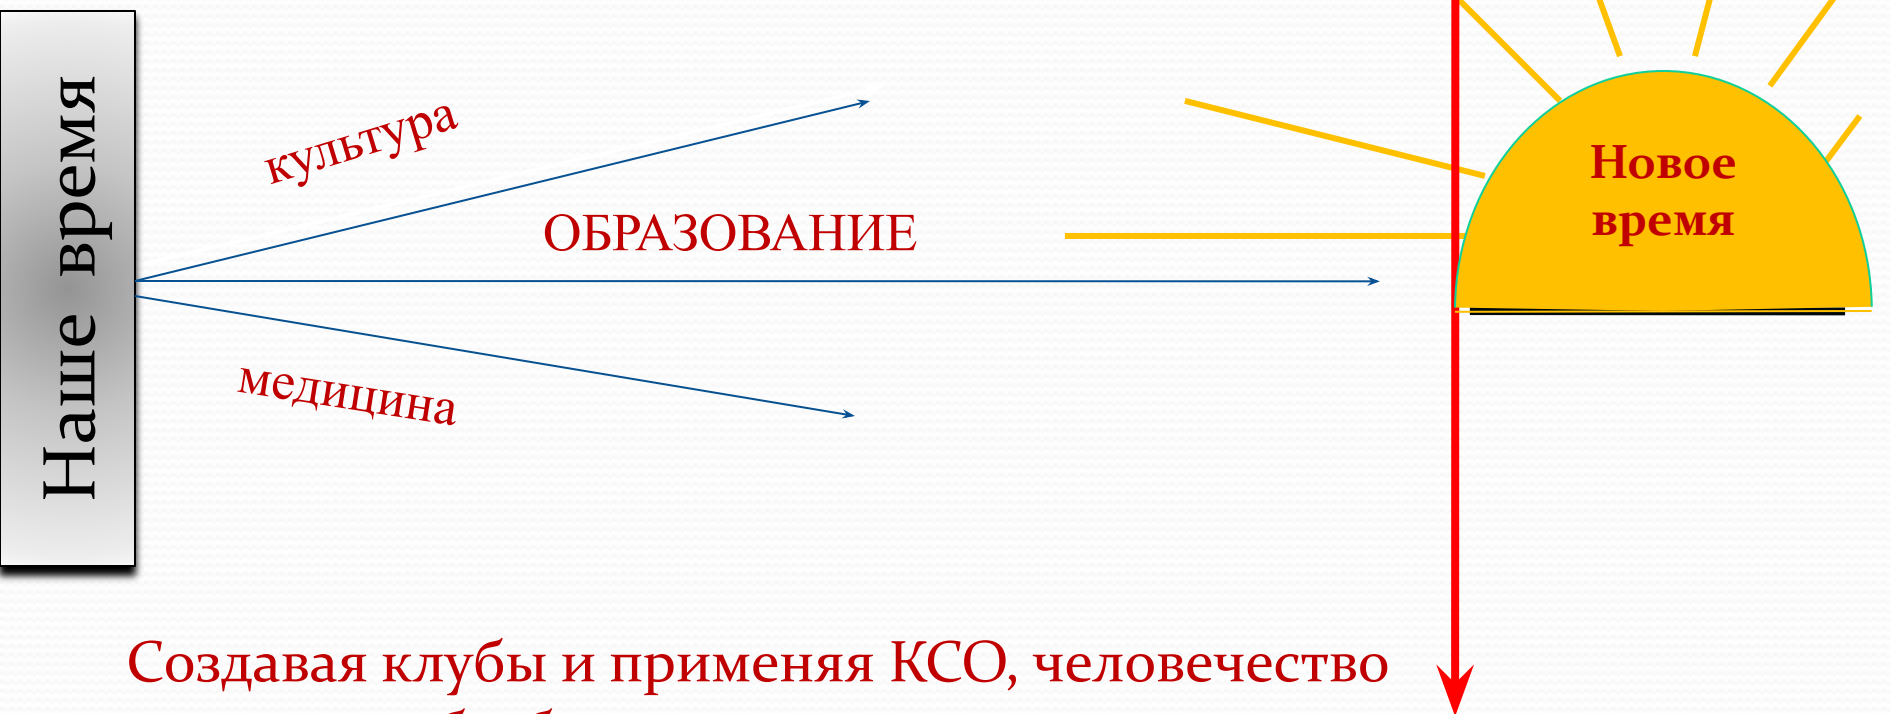 Наше время
культура
ОБРАЗОВАНИЕ
медицина
Новое
время
Создавая клубы и применяя КСО, человечество